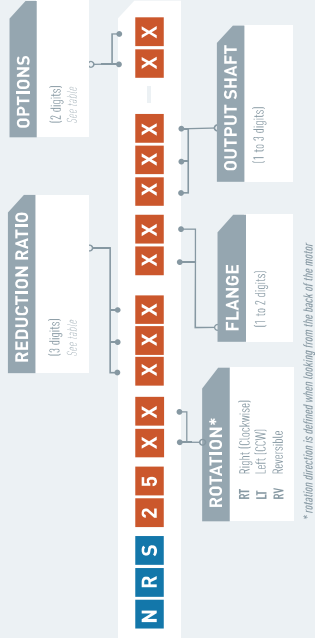 REDUCTION RATIO
(3 digits)
See table
OPTIONS
(2 digits)
See table
N R S 2 5 X X X X X X X X X X — X X
ROTATION*
RT Right (Clockwise)
LT Left (CCW)
RV Reversible
FLANGE
(1 to 2 digits)
OUTPUT SHAFT
(1 to 3 digits)
* rotation direction is defined when looking from the back of the motor